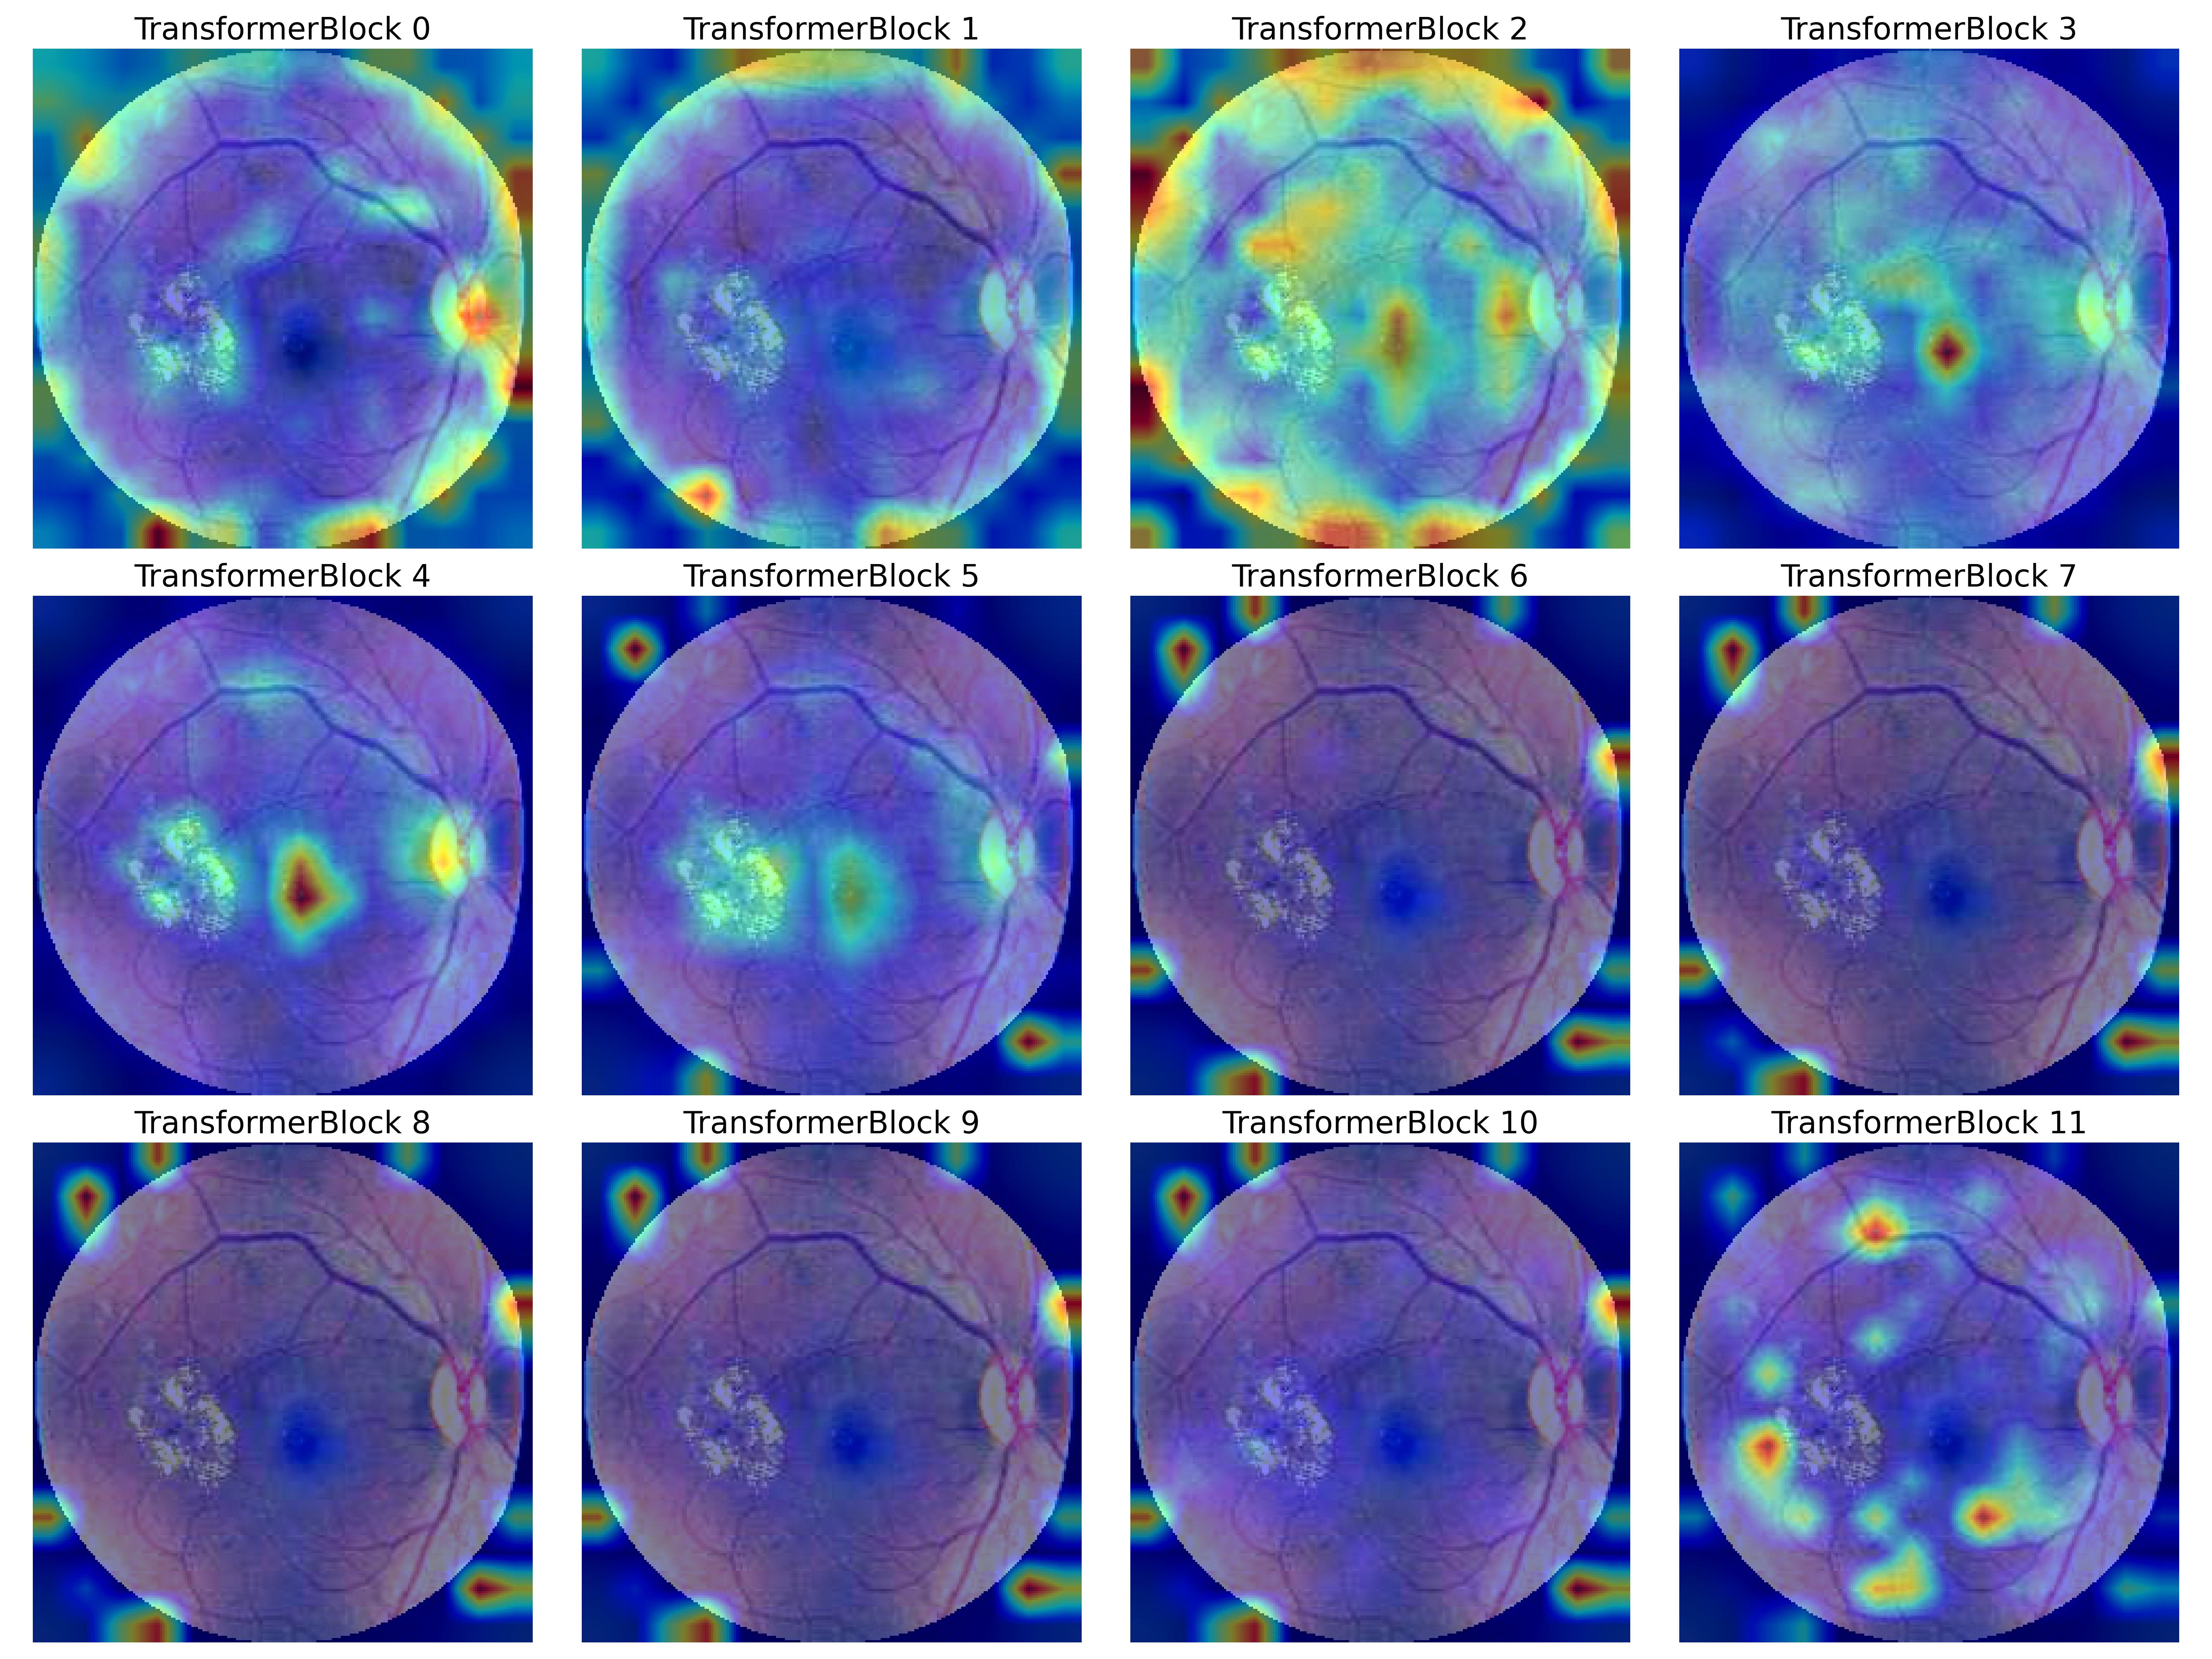 TransformerBlock 0
TransformerBlock 1
TransformerBlock 2
TransformerBlock 3
TransformerBlock 4
TransformerBlock 5
TransformerBlock 6
TransformerBlock 7
TransformerBlock 8
TransformerBlock 9
TransformerBlock 10
TransformerBlock 11